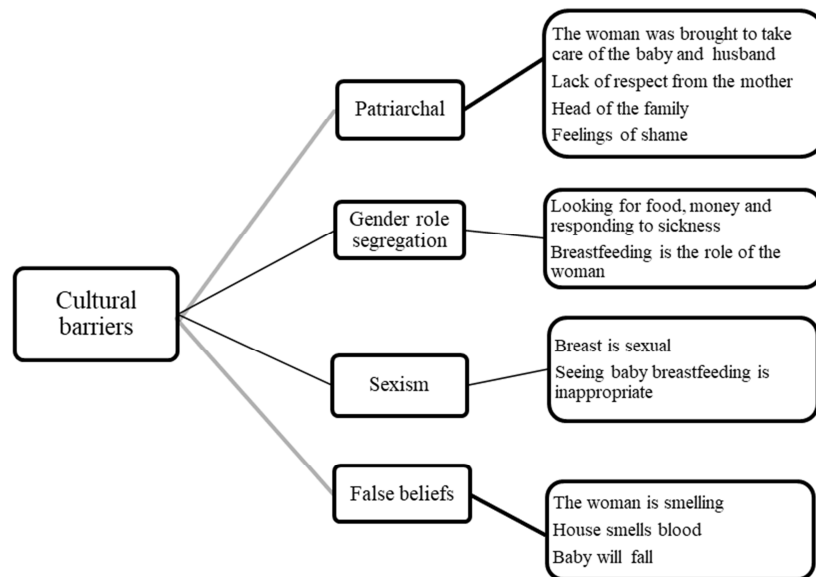 Cultural
barriers
Patriarchal
The woman was brought to take
care of the baby and husband
Lack of respect from the mother
Head of the family
Feelings of shame
Gender role
segregation
Looking for food, money and
responding to sickness
Breastfeeding is the role of the
woman
Sexism
Breast is sexual
Seeing baby breastfeeding is
inappropriate
False beliefs
The woman is smelling
House smells blood
Baby will fall